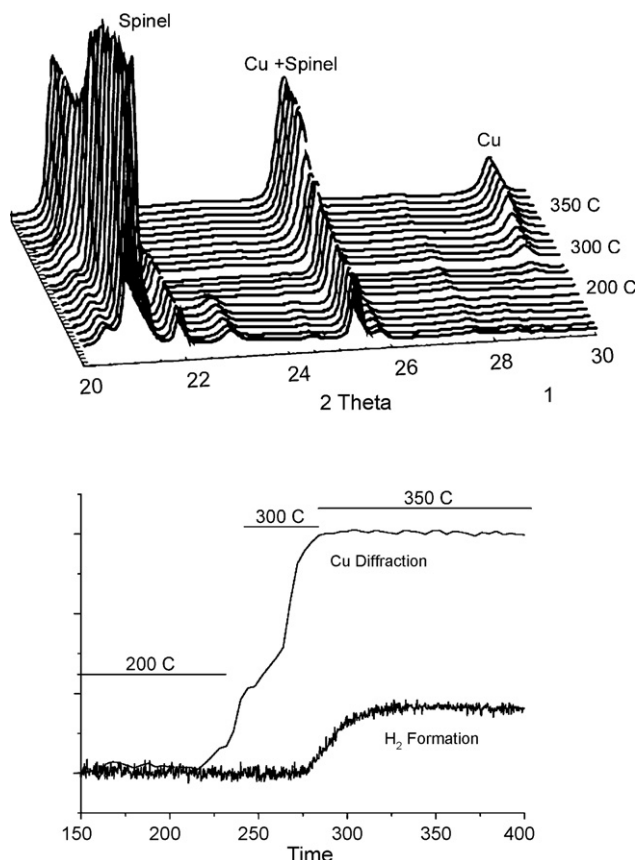 Spinel
Cu +Spinel
Cu
350 C
300 C
200 C
20
22
24
26
28
30
2 Theta
1
350 C
300 C
Cu Diffraction
200 C
H₂ Formation
150
200
250
300
350
400
Time